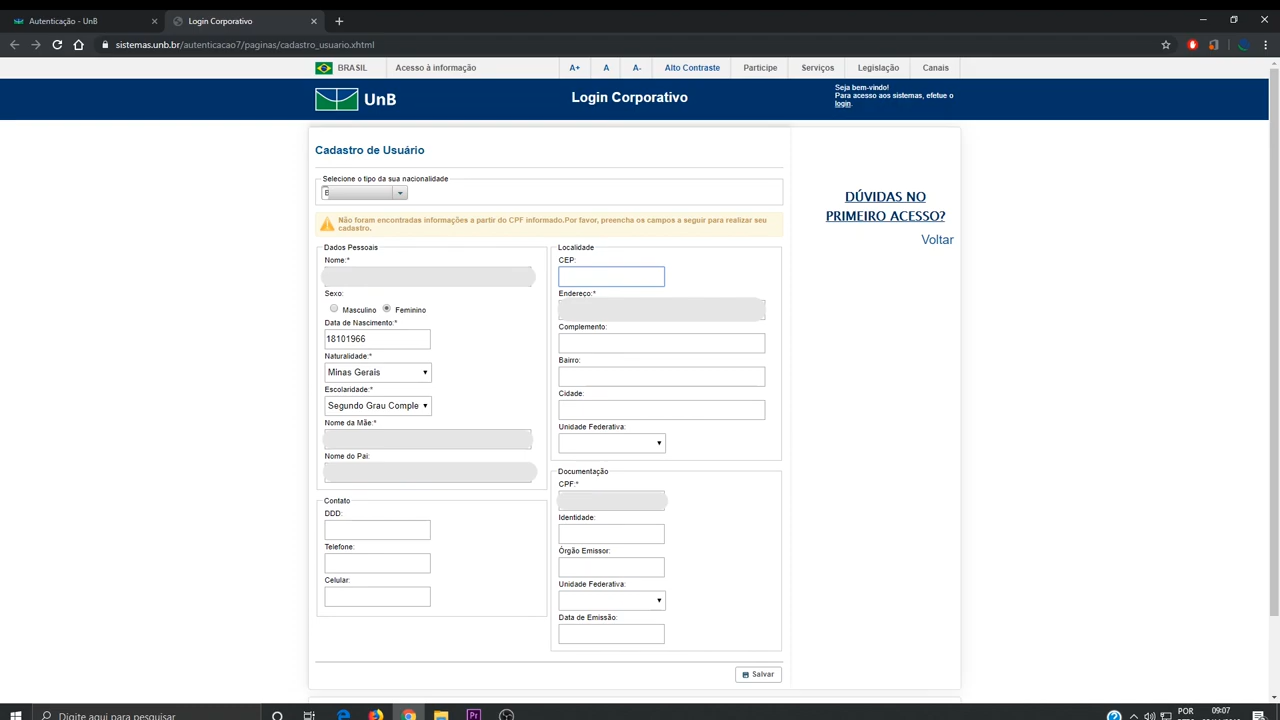 Autenticação - UnB
Login Corporativo
sistemas.unb.br/autenticacao7/paginas/cadastro_usuario.xhtml
BRASIL Acesso à informação A+ A A- Alto Contraste Participe Serviços Legislação Canais
UnB
Login Corporativo
Seja bem-vindo!
Para acesso aos sistemas, efetue o
login.
Cadastro de Usuário
Selecione o tipo da sua nacionalidade
Não foram encontradas informações a partir do CPF informado.Por favor, preencha os campos a seguir para realizar seu
cadastro.
Dados Pessoais
Nome:*
Sexo:
Masculino Feminino
Data de Nascimento:*
18101966
Naturalidade:*
Minas Gerais
Escolaridade:*
Segundo Grau Comple
Nome da Mãe:*
Nome do Pai:
Contato
DDD:
Telefone:
Celular:
Localidade
CEP:
Endereço:*
Complemento:
Bairro:
Cidade:
Unidade Federativa:
Documentação
CPF:*
Identidade:
Órgão Emissor:
Unidade Federativa:
Data de Emissão:
Salvar
DÚVIDAS NO
PRIMEIRO ACESSO?
Voltar
Digite aqui para pesquisar
Pr
POR
09:07